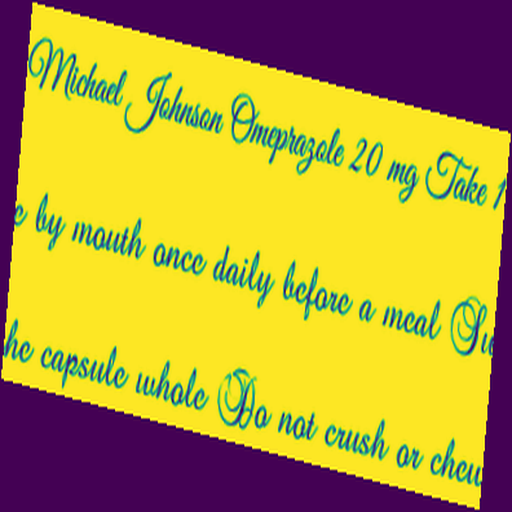 Michael Johnson Omeprazole 20 mg Take 1
by mouth once daily before a meal
capsule whole Do not crush or chew